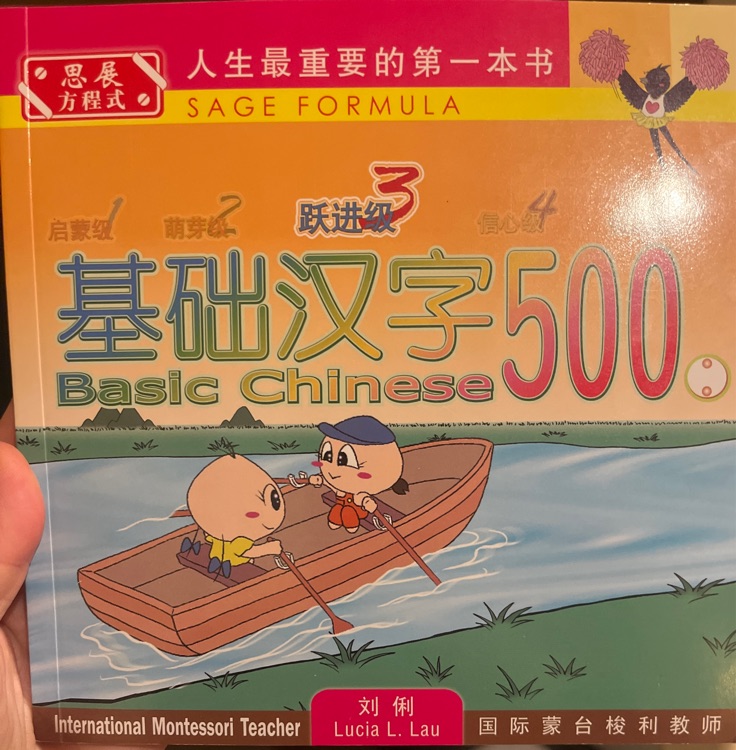 思展
方程式
人生最重要的第一本书
SAGE FORMULA
启蒙级1 萌芽级2 跃进级3 信心级4
基础汉字500
Basic Chinese
International Montessori Teacher
刘俐
Lucia L. Lau
国际蒙台梭利教师